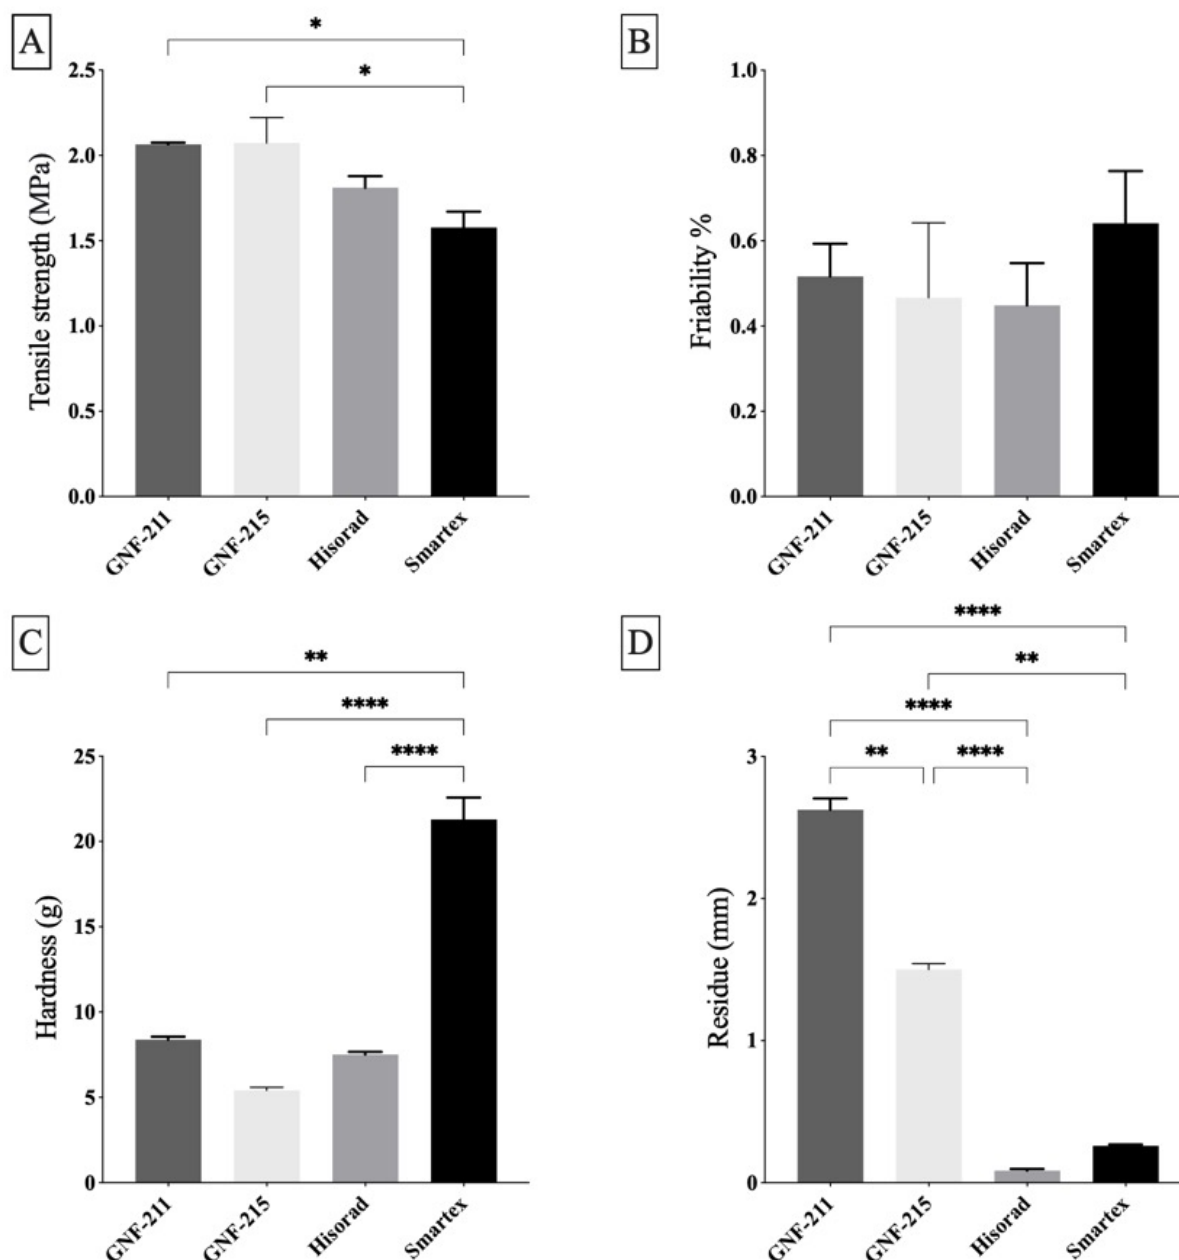 A
*
*
Tensile strength (MPa)
2.5
2.0
1.5
1.0
0.5
0.0
GNF-211
GNF-215
Hisorad
Smartex
B
Friability %
1.0
0.8
0.6
0.4
0.2
0.0
GNF-211
GNF-215
Hisorad
Smartex
C
**
****
****
Hardness (g)
25
20
15
10
5
0
GNF-211
GNF-215
Hisorad
Smartex
D
****
**
****
** ****
Residue (mm)
3
2
1
0
GNF-211
GNF-215
Hisorad
Smartex